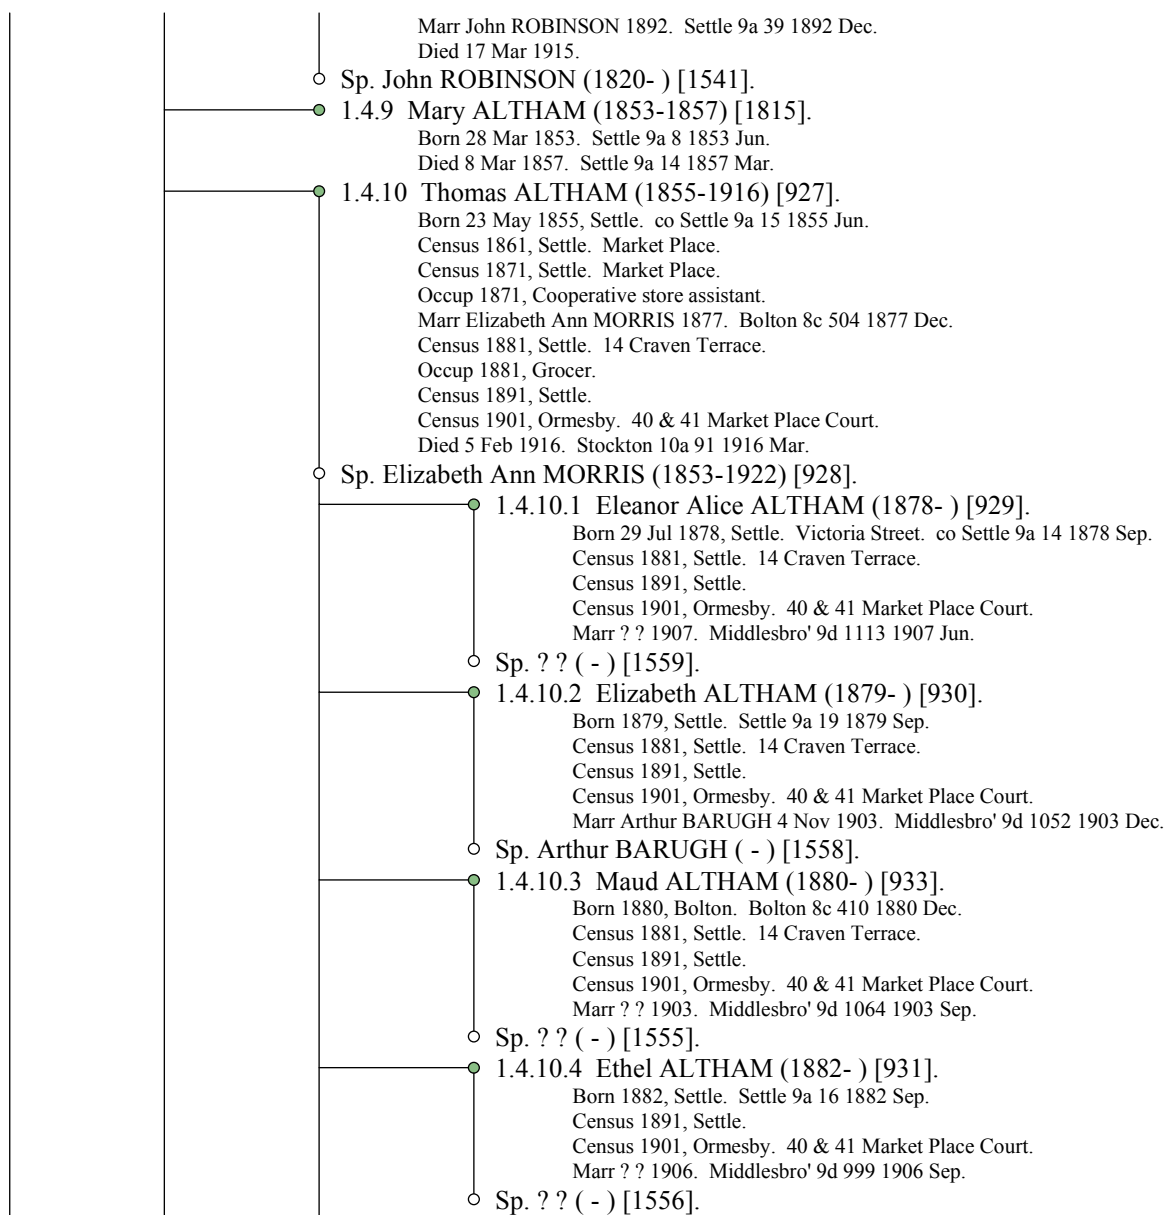 Marr John ROBINSON 1892. Settle 9a 39 1892 Dec.
Died 17 Mar 1915.
Sp. John ROBINSON (1820- ) [1541].
1.4.9 Mary ALTHAM (1853-1857) [1815].
Born 28 Mar 1853. Settle 9a 8 1853 Jun.
Died 8 Mar 1857. Settle 9a 14 1857 Mar.
1.4.10 Thomas ALTHAM (1855-1916) [927].
Born 23 May 1855, Settle. co Settle 9a 15 1855 Jun.
Census 1861, Settle. Market Place.
Census 1871, Settle. Market Place.
Occup 1871, Cooperative store assistant.
Marr Elizabeth Ann MORRIS 1877. Bolton 8c 504 1877 Dec.
Census 1881, Settle. 14 Craven Terrace.
Occup 1881, Grocer.
Census 1891, Settle.
Census 1901, Ormesby. 40 & 41 Market Place Court.
Died 5 Feb 1916. Stockton 10a 91 1916 Mar.
Sp. Elizabeth Ann MORRIS (1853-1922) [928].
1.4.10.1 Eleanor Alice ALTHAM (1878- ) [929].
Born 29 Jul 1878, Settle. Victoria Street. co Settle 9a 14 1878 Sep.
Census 1881, Settle. 14 Craven Terrace.
Census 1891, Settle.
Census 1901, Ormesby. 40 & 41 Market Place Court.
Marr ? ? 1907. Middlesbro' 9d 1113 1907 Jun.
Sp. ? ? ( - ) [1559].
1.4.10.2 Elizabeth ALTHAM (1879- ) [930].
Born 1879, Settle. Settle 9a 19 1879 Sep.
Census 1881, Settle. 14 Craven Terrace.
Census 1891, Settle.
Census 1901, Ormesby. 40 & 41 Market Place Court.
Marr Arthur BARUGH 4 Nov 1903. Middlesbro' 9d 1052 1903 Dec.
Sp. Arthur BARUGH ( - ) [1558].
1.4.10.3 Maud ALTHAM (1880- ) [933].
Born 1880, Bolton. Bolton 8c 410 1880 Dec.
Census 1881, Settle. 14 Craven Terrace.
Census 1891, Settle.
Census 1901, Ormesby. 40 & 41 Market Place Court.
Marr ? ? 1903. Middlesbro' 9d 1064 1903 Sep.
Sp. ? ? ( - ) [1555].
1.4.10.4 Ethel ALTHAM (1882- ) [931].
Born 1882, Settle. Settle 9a 16 1882 Sep.
Census 1891, Settle.
Census 1901, Ormesby. 40 & 41 Market Place Court.
Marr ? ? 1906. Middlesbro' 9d 999 1906 Sep.
Sp. ? ? ( - ) [1556].